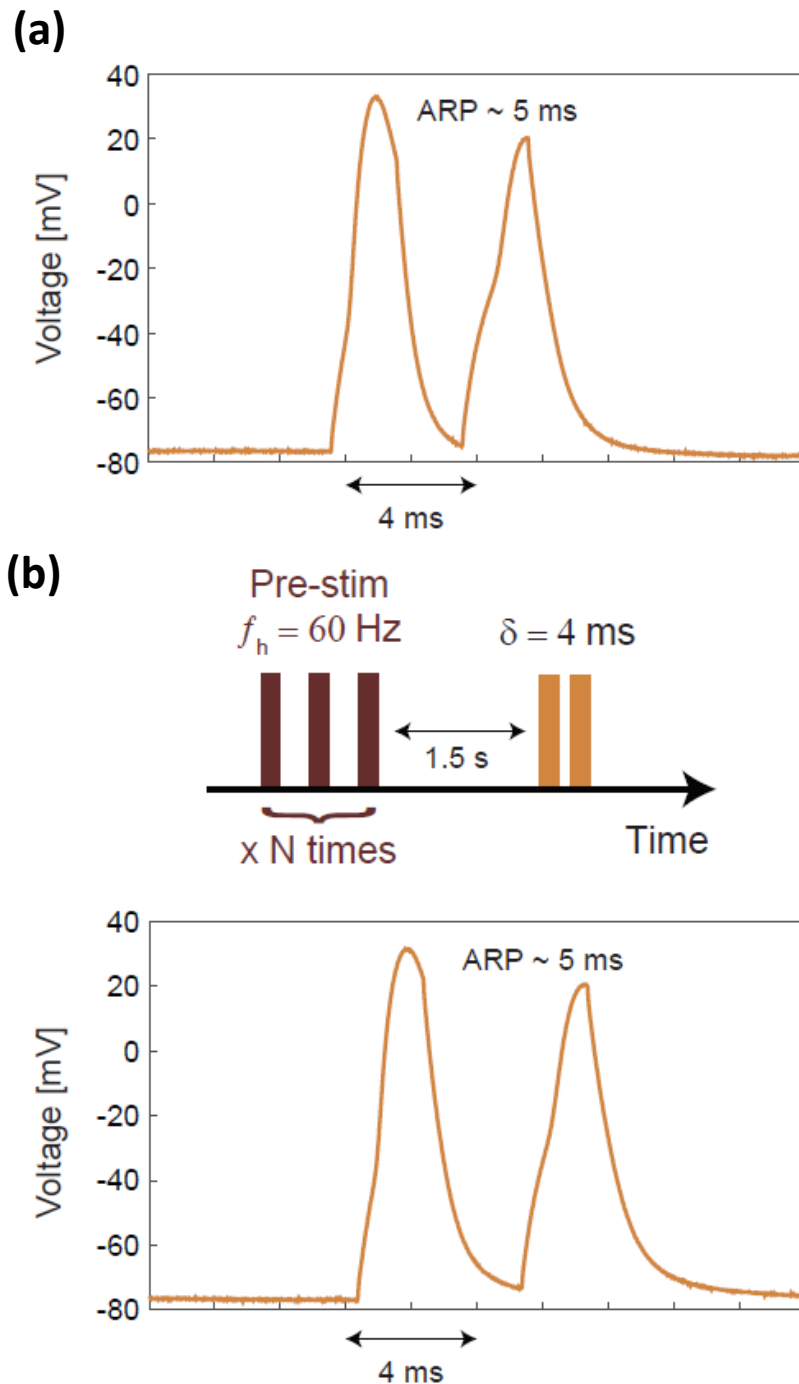 (a)
40
20
0
-20
-40
-60
-80
Voltage [mV]
ARP ~ 5 ms
4 ms
(b)
Pre-stim
f_h = 60 Hz
δ = 4 ms
1.5 s
x N times
Time
40
20
0
-20
-40
-60
-80
Voltage [mV]
ARP ~ 5 ms
4 ms